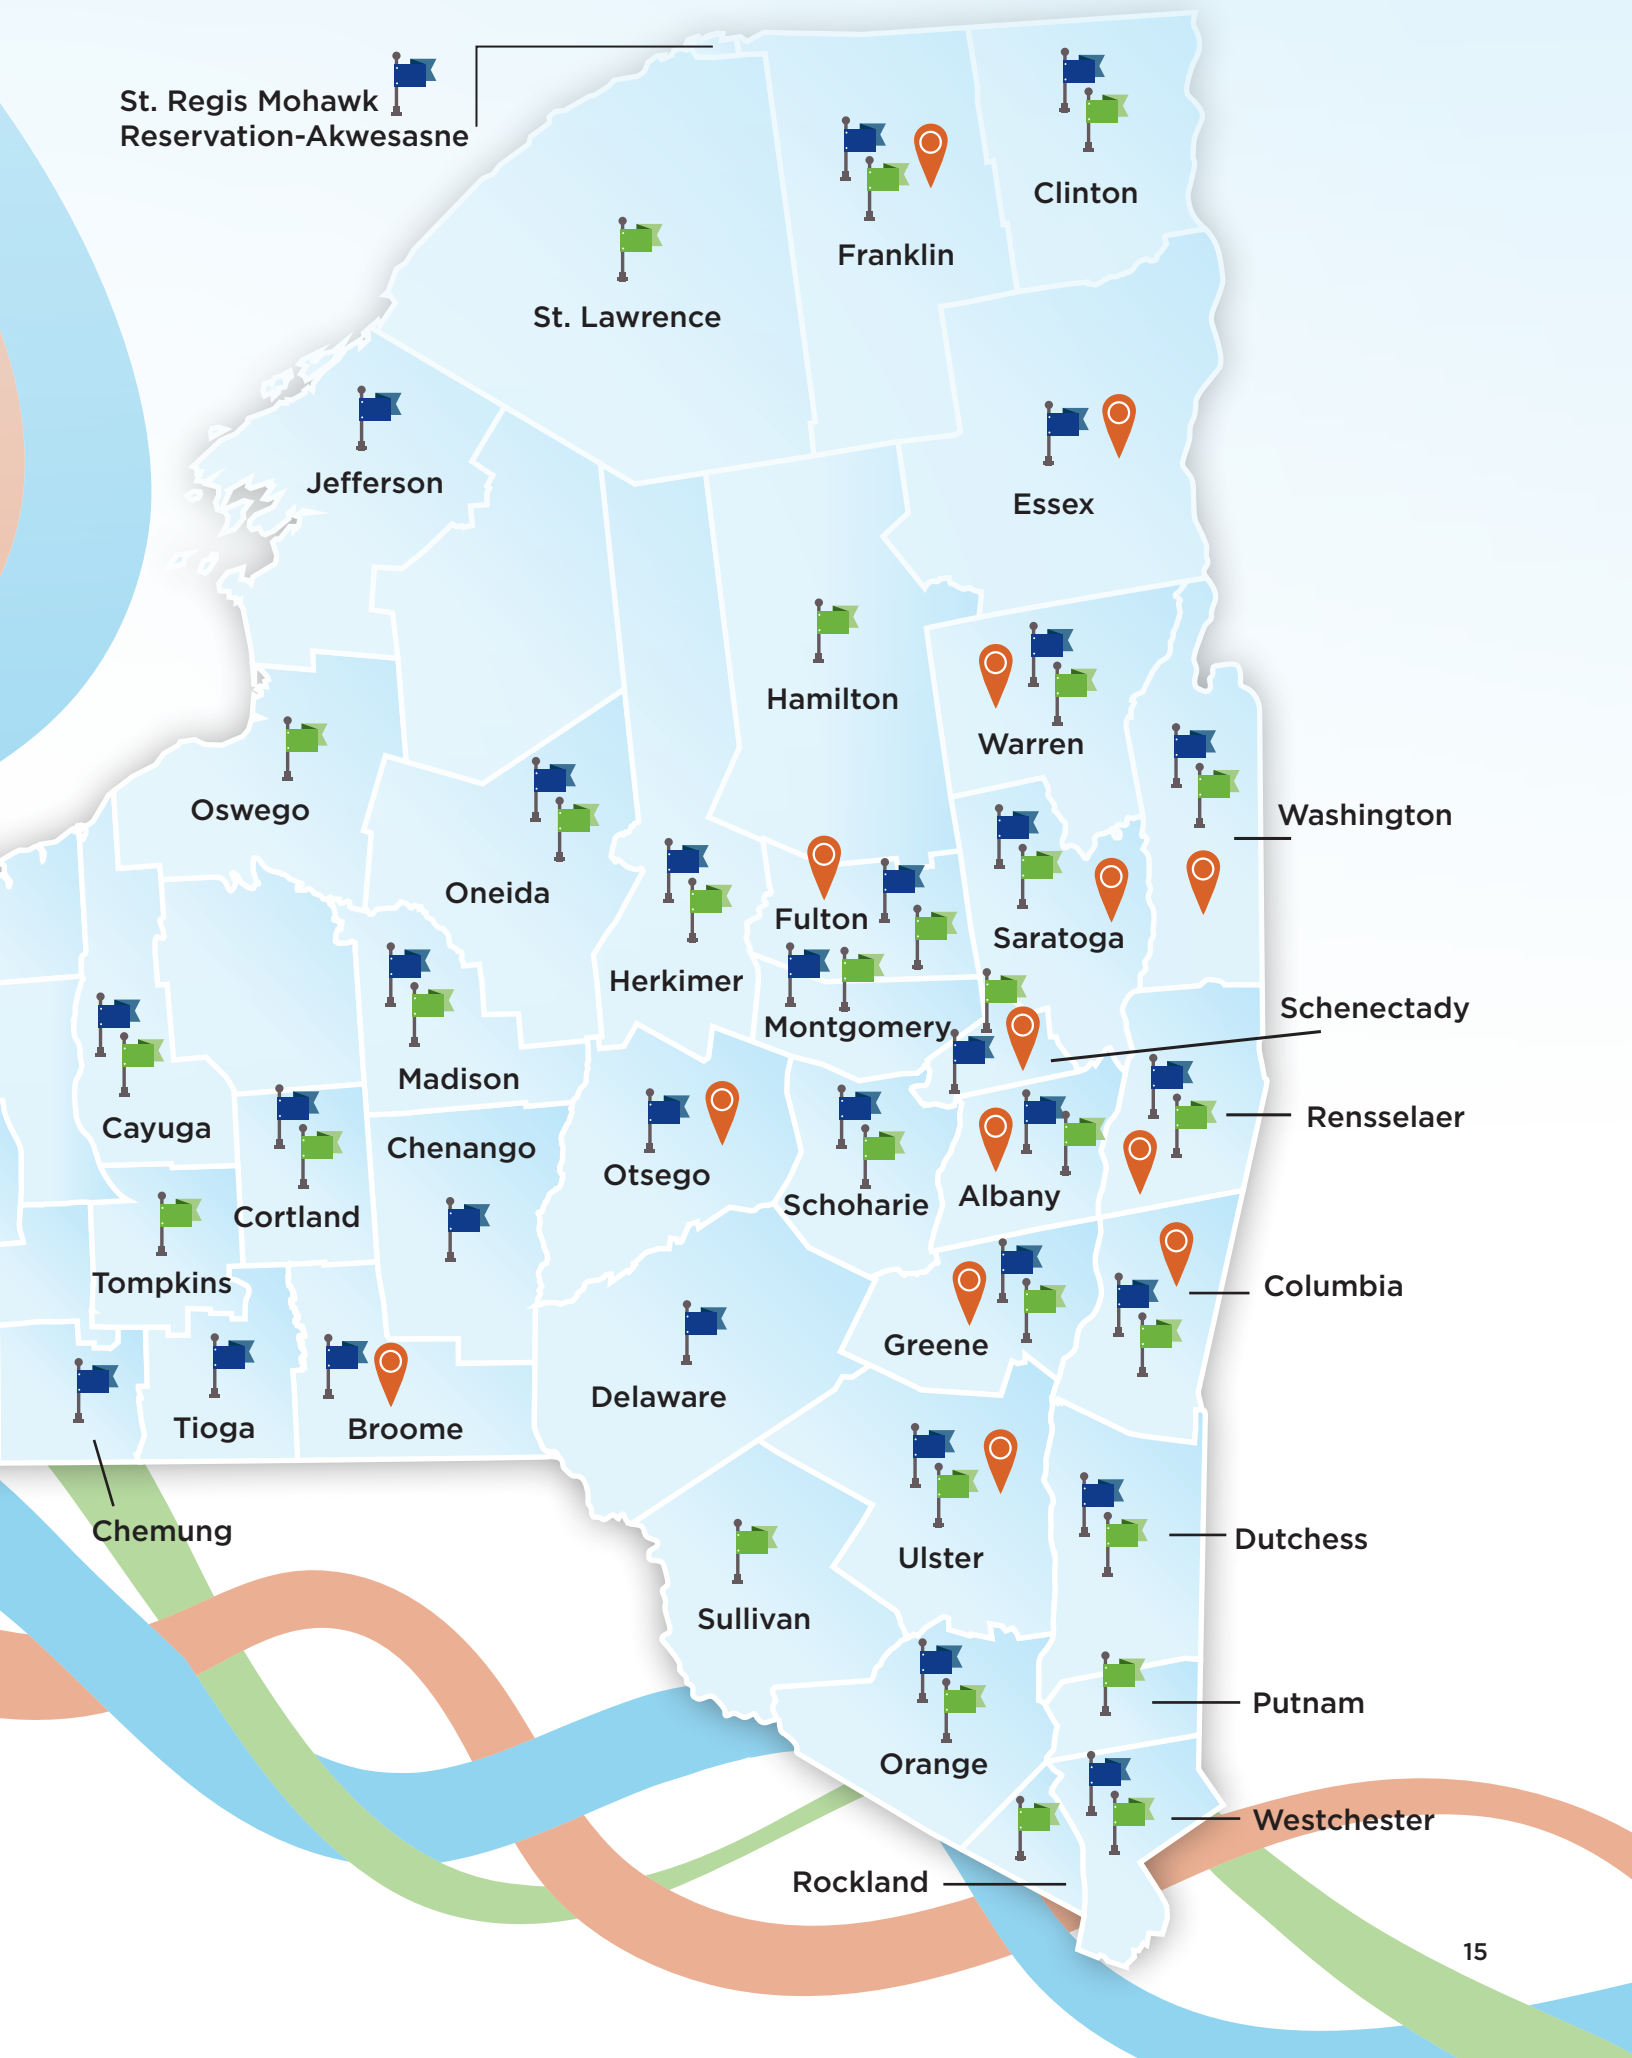 St. Regis Mohawk
Reservation-Akwesasne
Clinton
Franklin
St. Lawrence
Jefferson
Essex
Hamilton
Warren
Oswego
Washington
Oneida
Fulton
Saratoga
Herkimer
Schenectady
Montgomery
Madison
Cayuga
Rensselaer
Chenango
Otsego
Albany
Schoharie
Cortland
Tompkins
Columbia
Greene
Delaware
Tioga
Broome
Chemung
Dutchess
Ulster
Sullivan
Putnam
Orange
Westchester
Rockland
15